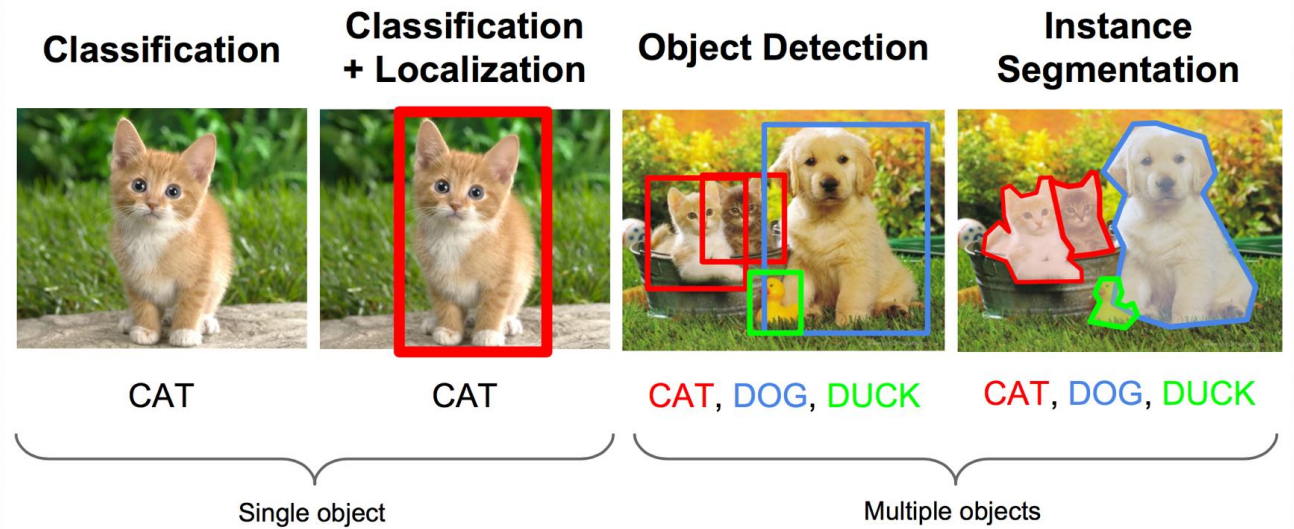 Classification
Classification
+ Localization
Object Detection
Instance
Segmentation
CAT
CAT
CAT, DOG, DUCK
CAT, DOG, DUCK
Single object
Multiple objects